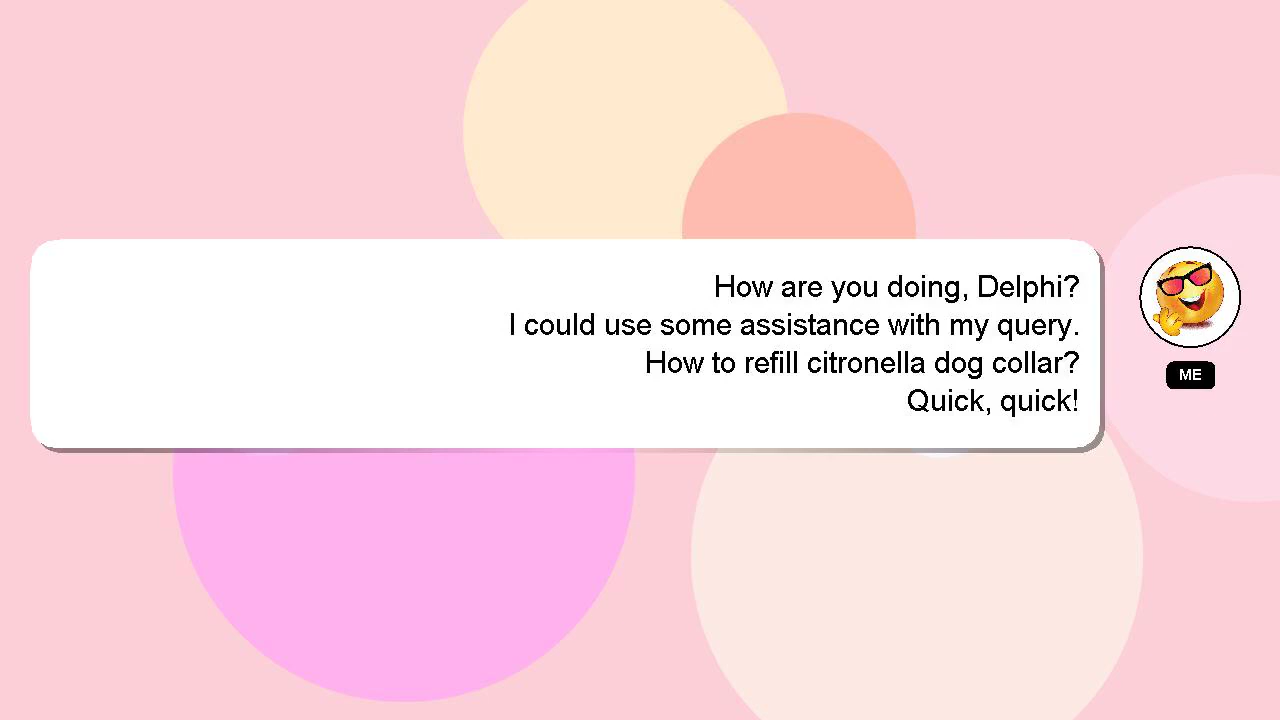 How are you doing, Delphi?
I could use some assistance with my query.
How to refill citronella dog collar?
Quick, quick!
ME